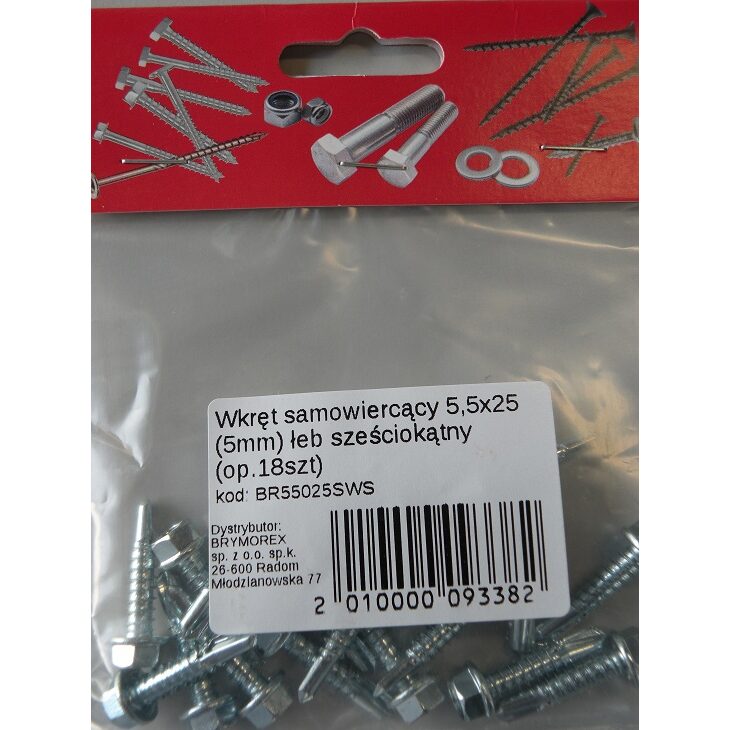 Wkręt samowiercący 5,5x25
(5mm) łeb sześciokątny
(op.18szt)
kod: BR55025SWS
Dystrybutor:
BRYMOREX
sp. z o.o. sp.k.
26-600 Radom
Młodzianowska 77
2 010000 093382